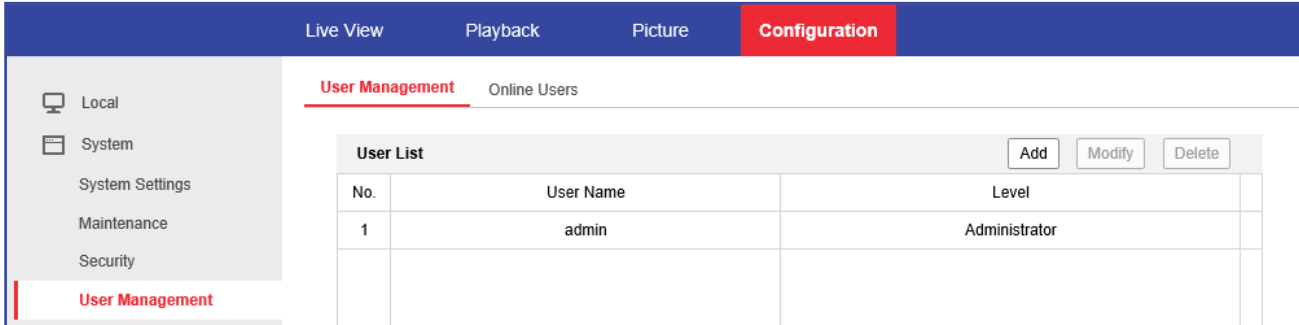 Live View Playback Picture Configuration
User Management Online Users
Local
System
System Settings
Maintenance
Security
User Management
User List Add Modify Delete
No. User Name Level
1 admin Administrator